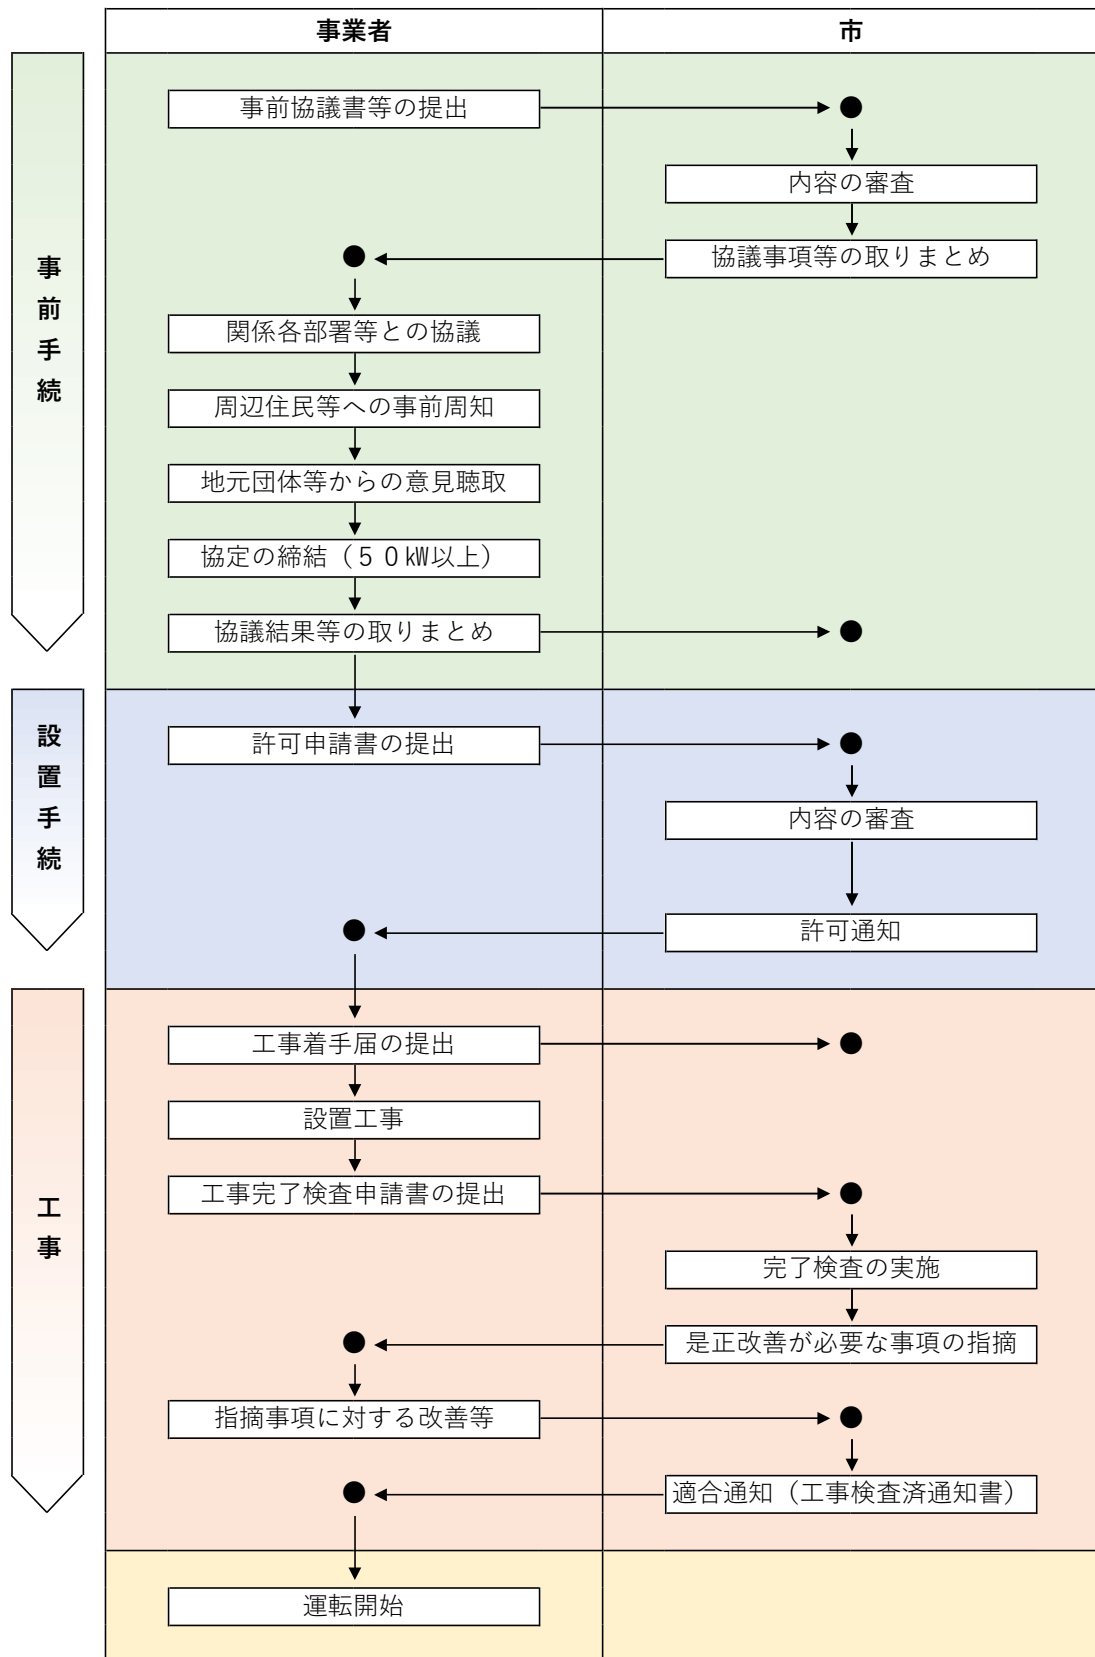 事業者
市
事前手続
事前協議書等の提出
内容の審査
協議事項等の取りまとめ
関係各部署等との協議
周辺住民等への事前周知
地元団体等からの意見聴取
協定の締結（５０㎾以上）
協議結果等の取りまとめ
設置手続
許可申請書の提出
内容の審査
許可通知
工事
工事着手届の提出
設置工事
工事完了検査申請書の提出
完了検査の実施
是正改善が必要な事項の指摘
指摘事項に対する改善等
適合通知（工事検査済通知書）
運転開始